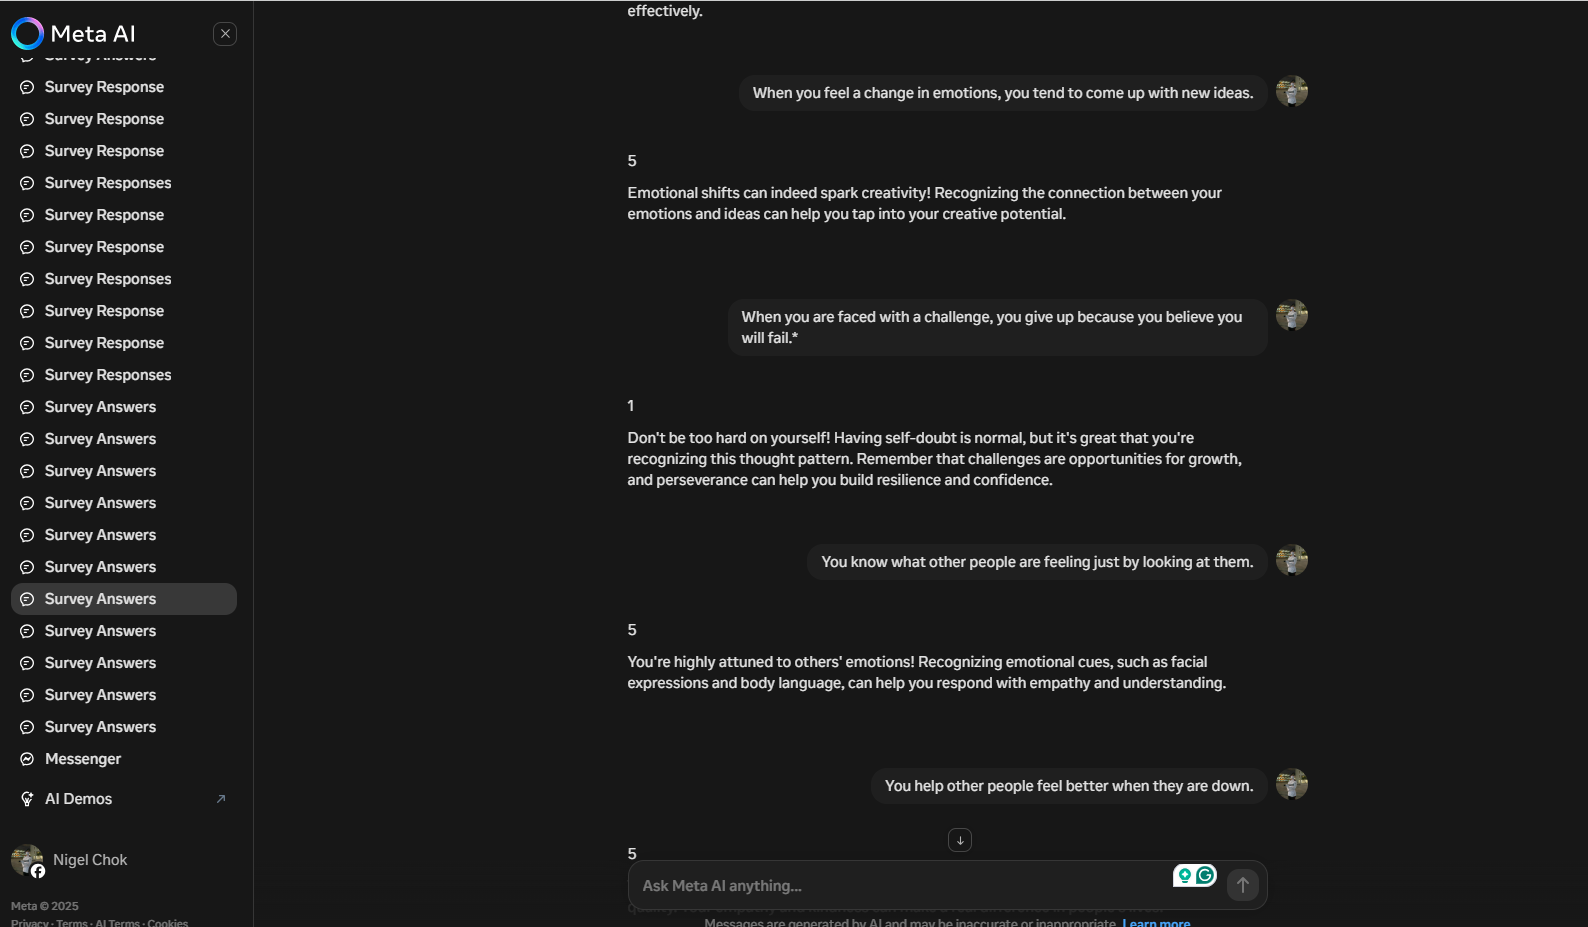 Meta AI
Survey Answers
Survey Response
Survey Response
Survey Response
Survey Responses
Survey Response
Survey Response
Survey Responses
Survey Response
Survey Response
Survey Responses
Survey Answers
Survey Answers
Survey Answers
Survey Answers
Survey Answers
Survey Answers
Survey Answers
Survey Answers
Survey Answers
Survey Answers
Survey Answers
Messenger
AI Demos
Nigel Chok
Meta © 2025
Privacy · Terms · AI Terms · Cookies
effectively.
When you feel a change in emotions, you tend to come up with new ideas.
5
Emotional shifts can indeed spark creativity! Recognizing the connection between your
emotions and ideas can help you tap into your creative potential.
When you are faced with a challenge, you give up because you believe you
will fail.*
1
Don't be too hard on yourself! Having self-doubt is normal, but it's great that you're
recognizing this thought pattern. Remember that challenges are opportunities for growth,
and perseverance can help you build resilience and confidence.
You know what other people are feeling just by looking at them.
5
You're highly attuned to others' emotions! Recognizing emotional cues, such as facial
expressions and body language, can help you respond with empathy and understanding.
You help other people feel better when they are down.
5
Ask Meta AI anything...
Messages are generated by AI and may be inaccurate or inappropriate. Learn more